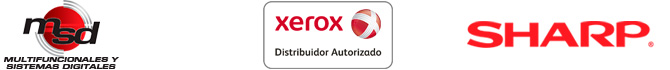 msd
MULTIFUNCIONALES Y
SISTEMAS DIGITALES
xerox
Distribuidor Autorizado
SHARP®